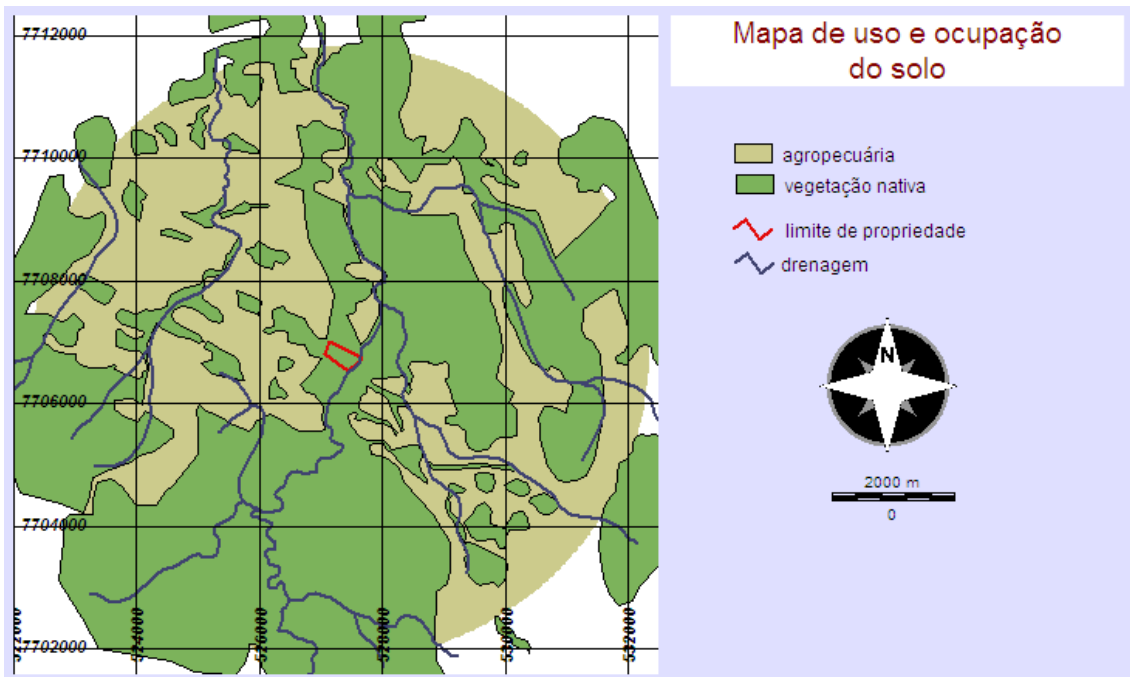 Mapa de uso e ocupação
do solo
agropecuária
vegetação nativa
limite de propriedade
drenagem
N
2000 m
0
7712000
7710000
7708000
7706000
7704000
7702000
524000
526000
528000
530000
532000